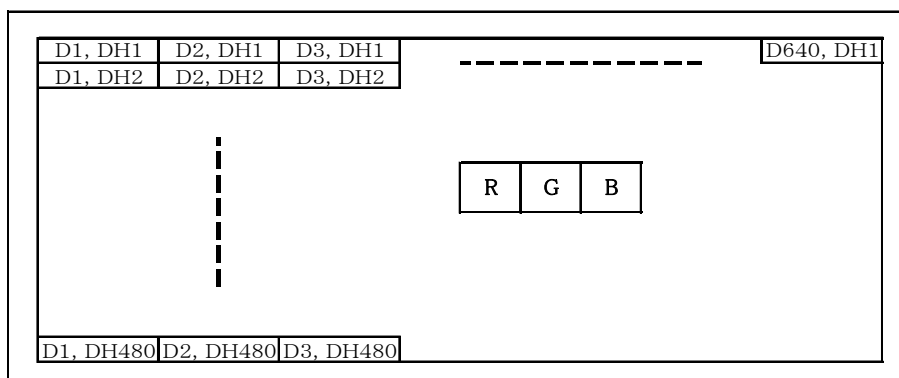 D1, DH1 D2, DH1 D3, DH1 D640, DH1
D1, DH2 D2, DH2 D3, DH2
R G B
D1, DH480 D2, DH480 D3, DH480